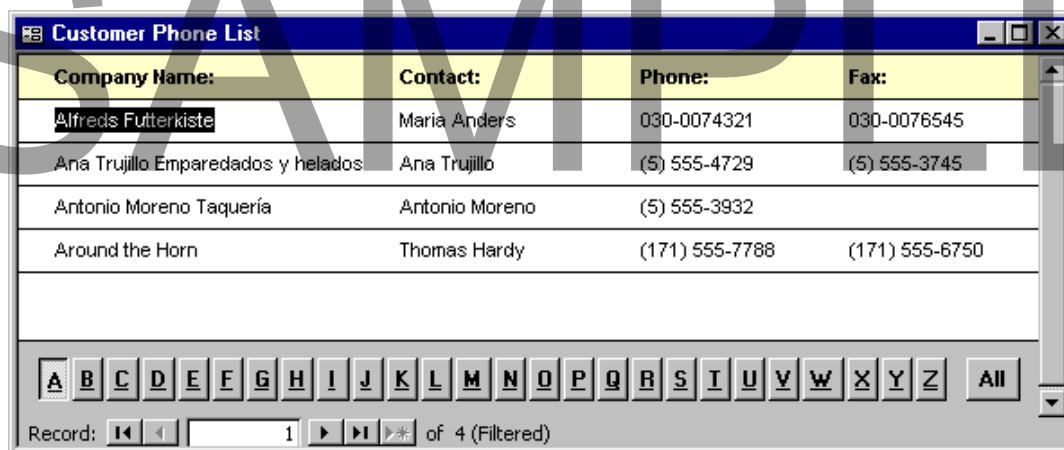 SAMPLE
Customer Phone List
Company Name: Contact: Phone: Fax:
Alfreds Futterkiste Maria Anders 030-0074321 030-0076545
Ana Trujillo Emparedados y helados Ana Trujillo (5) 555-4729 (5) 555-3745
Antonio Moreno Taquería Antonio Moreno (5) 555-3932
Around the Horn Thomas Hardy (171) 555-7788 (171) 555-6750
A B C D E F G H I J K L M N O P Q R S T U V W X Y Z All
Record: 1 of 4 (Filtered)